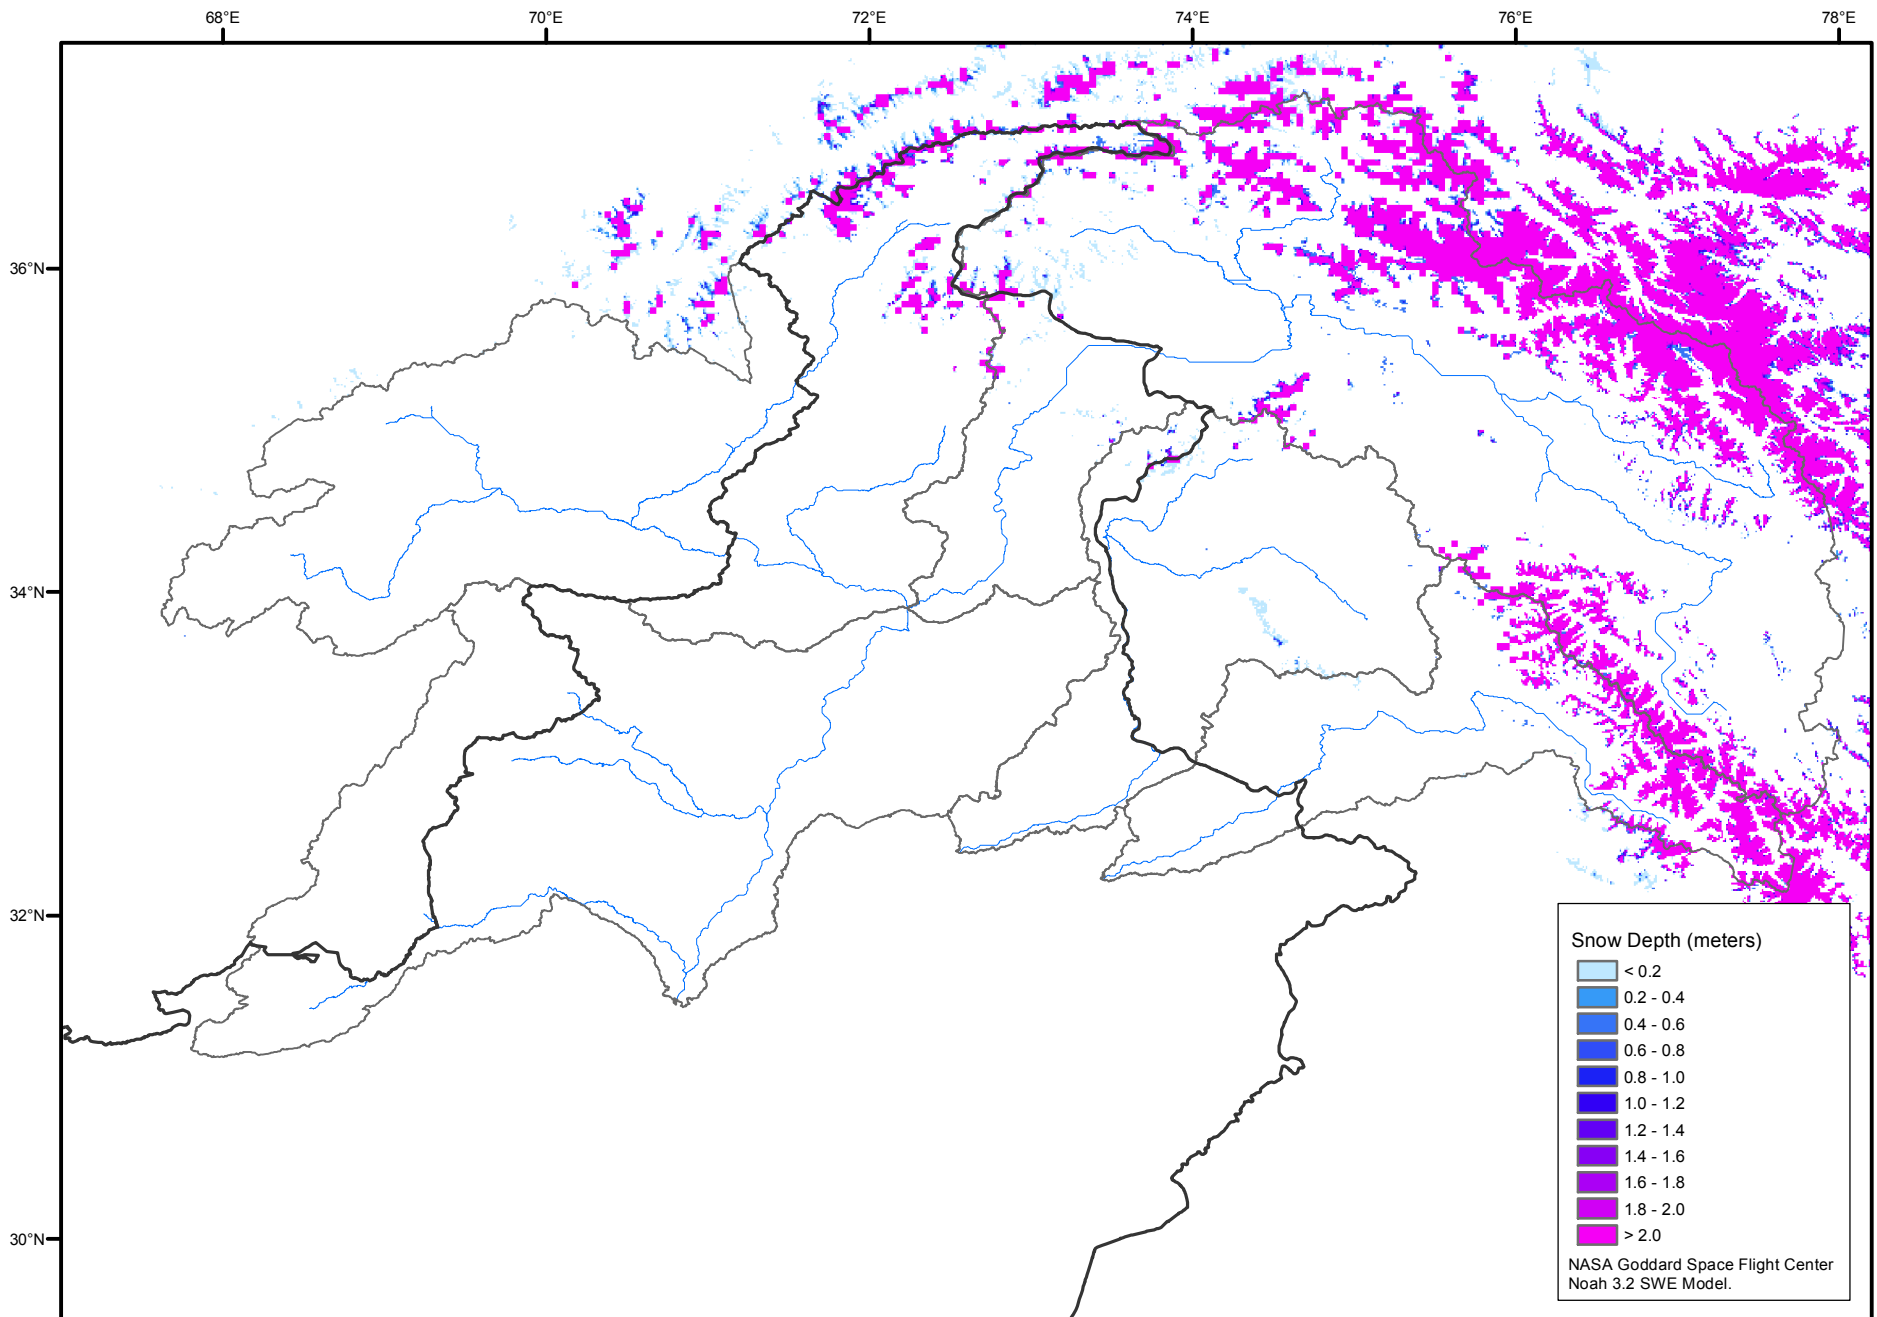 68°E
70°E
72°E
74°E
76°E
78°E
36°N
34°N
32°N
30°N
Snow Depth (meters)
< 0.2
0.2 - 0.4
0.4 - 0.6
0.6 - 0.8
0.8 - 1.0
1.0 - 1.2
1.2 - 1.4
1.4 - 1.6
1.6 - 1.8
1.8 - 2.0
> 2.0
NASA Goddard Space Flight Center
Noah 3.2 SWE Model.